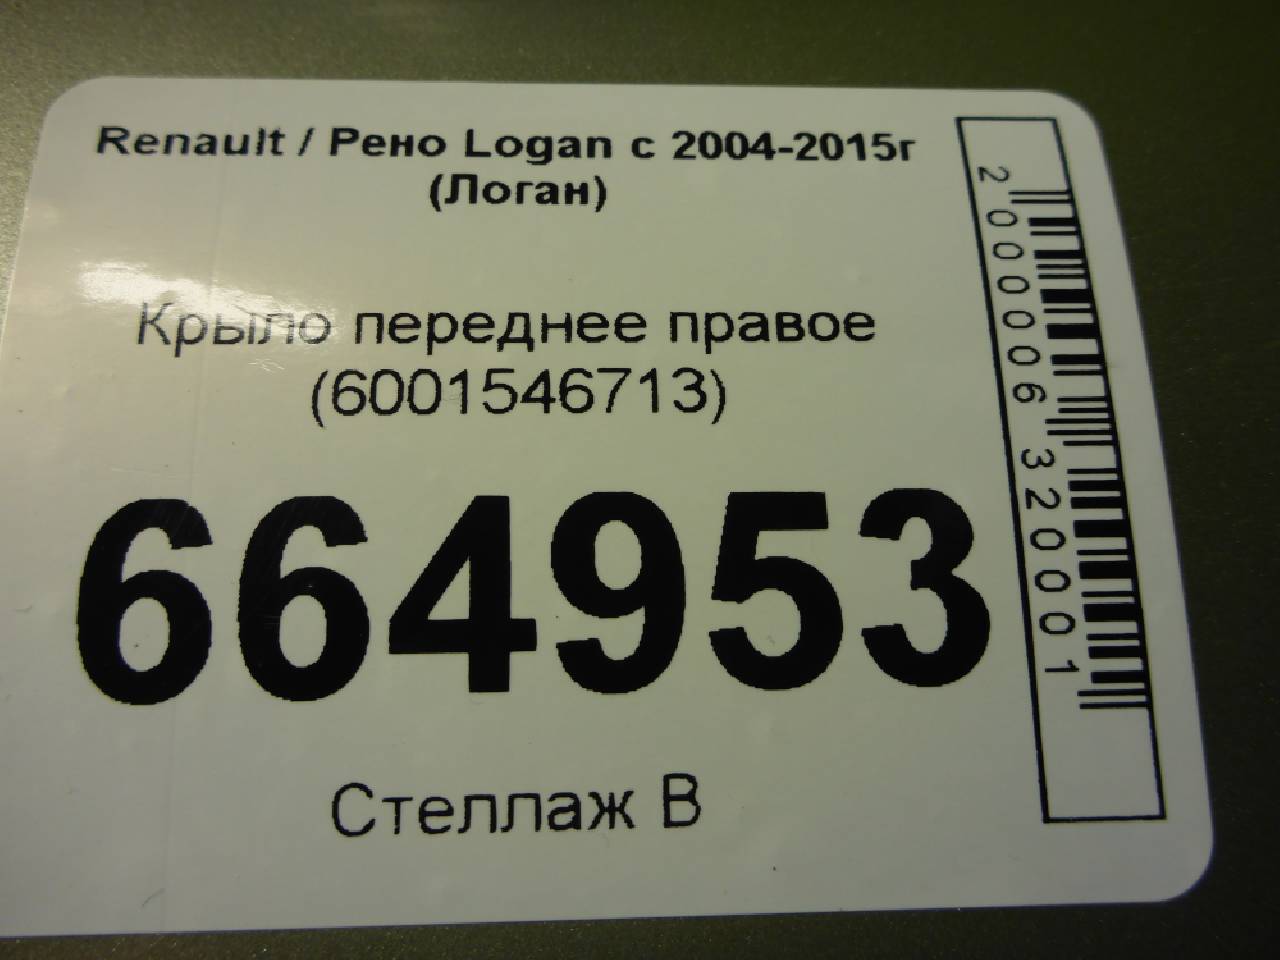 Renault / Рено Logan с 2004-2015г
(Логан)
Крыло переднее правое
(6001546713)
664953
Стеллаж В
2000006320001